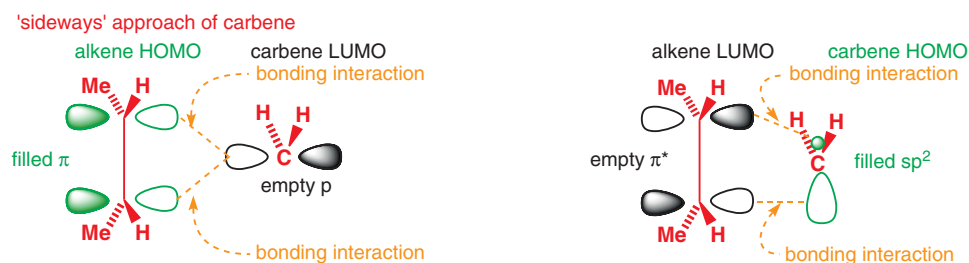 'sideways' approach of carbene
alkene HOMO
carbene LUMO
bonding interaction
Me
H
H
H
C
filled π
empty p
Me
H
bonding interaction
alkene LUMO
carbene HOMO
bonding interaction
Me
H
H
H
C
empty π*
filled sp²
Me
H
bonding interaction